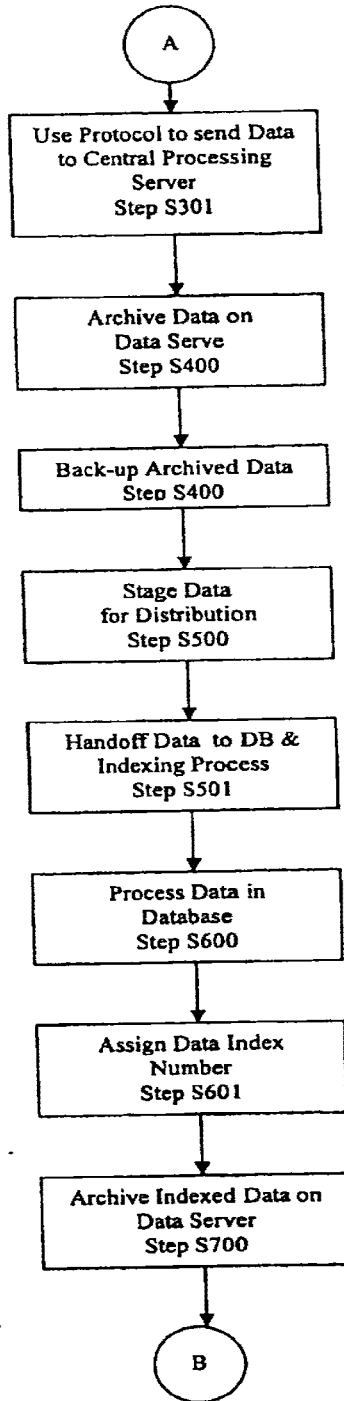 A
Use Protocol to send Data
to Central Processing
Server
Step S301
Archive Data on
Data Serve
Step S400
Back-up Archived Data
Step S400
Stage Data
for Distribution
Step S500
Handoff Data to DB &
Indexing Process
Step S501
Process Data in
Database
Step S600
Assign Data Index
Number
Step S601
Archive Indexed Data on
Data Server
Step S700
B